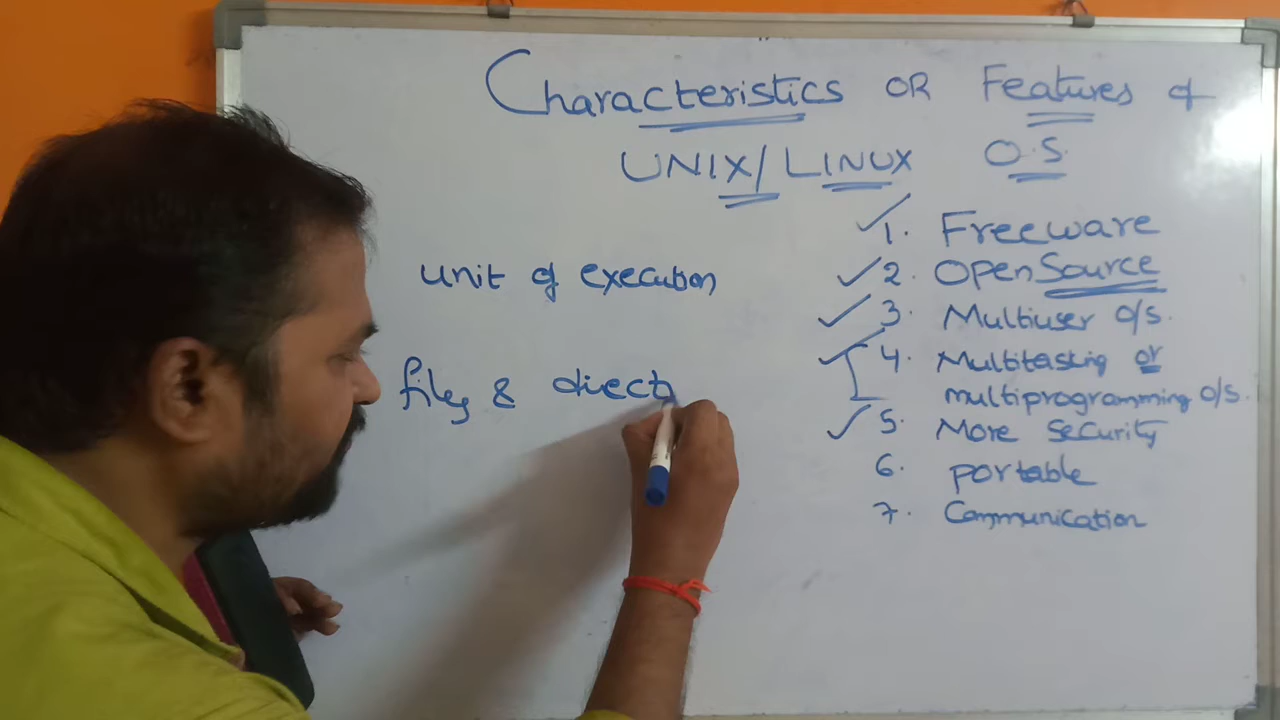 Characteristics OR Features of
UNIX/LINUX O.S.
1. Freeware
2. OpenSource
3. Multiuser O/S.
4. Multitasking or
multiprogramming O/S.
5. More Security
6. portable
7. Communication
unit of execution
files & direct